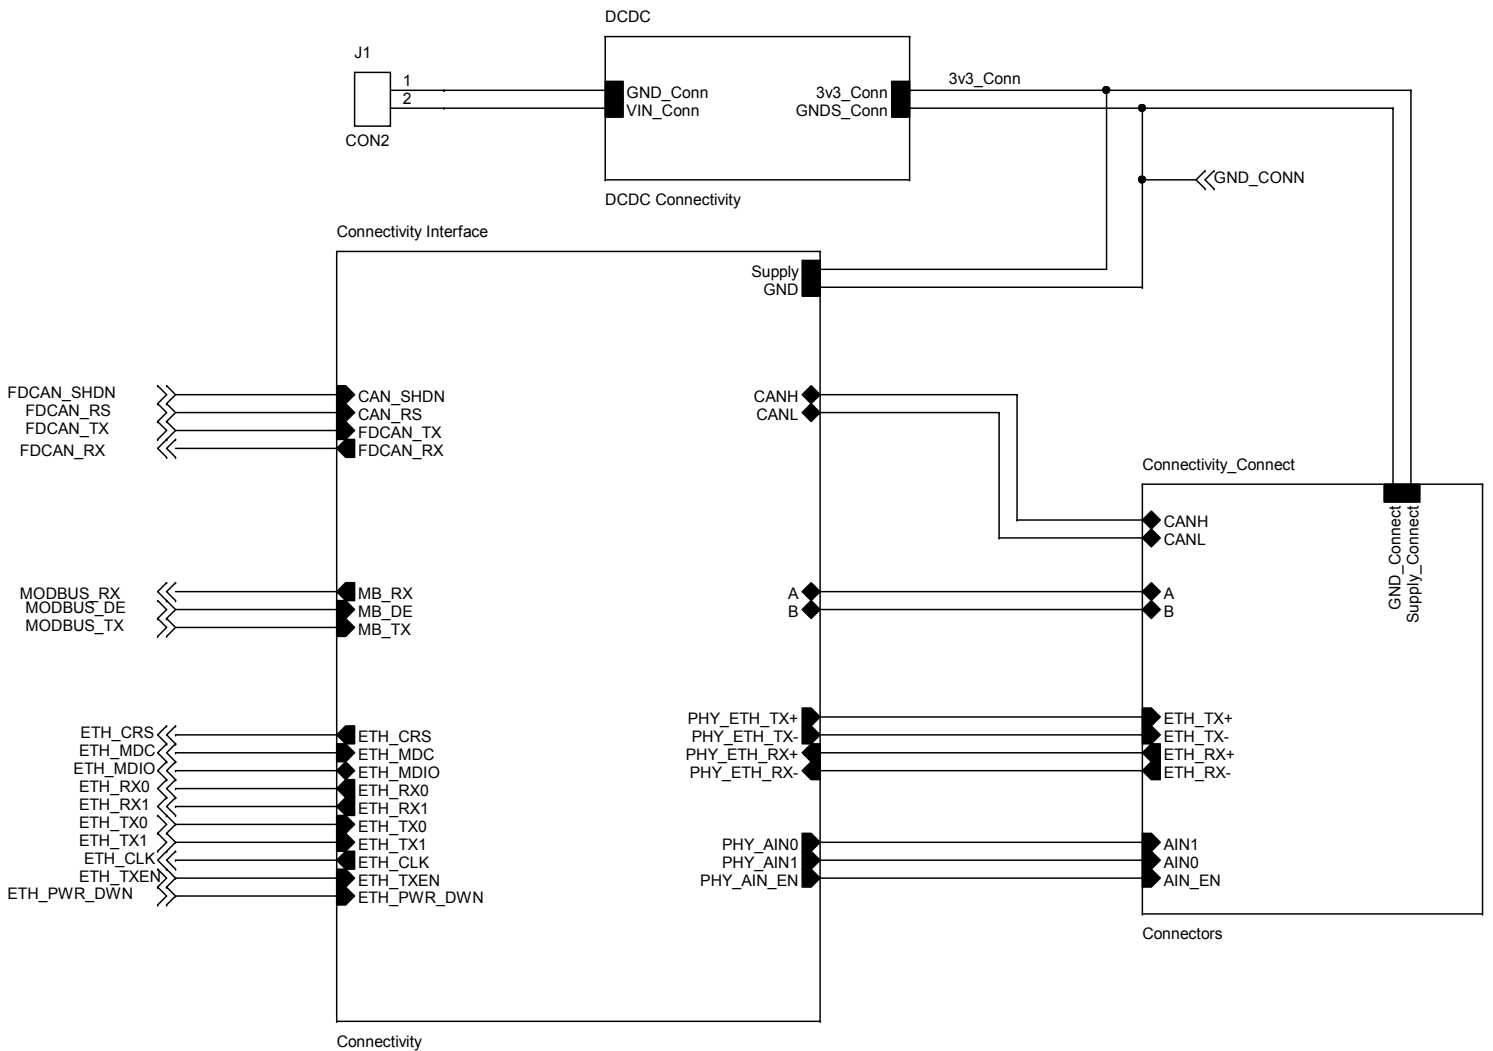 DCDC
J1
1
2
CON2
GND_Conn
VIN_Conn
3v3_Conn
GNDS_Conn
3v3_Conn
DCDC Connectivity
GND_CONN
Connectivity Interface
Supply
GND
FDCAN_SHDN
FDCAN_RS
FDCAN_TX
FDCAN_RX
CAN_SHDN
CAN_RS
FDCAN_TX
FDCAN_RX
CANH
CANL
MODBUS_RX
MODBUS_DE
MODBUS_TX
MB_RX
MB_DE
MB_TX
A
B
ETH_CRS
ETH_MDC
ETH_MDIO
ETH_RX0
ETH_RX1
ETH_TX0
ETH_TX1
ETH_CLK
ETH_TXEN
ETH_PWR_DWN
ETH_CRS
ETH_MDC
ETH_MDIO
ETH_RX0
ETH_RX1
ETH_TX0
ETH_TX1
ETH_CLK
ETH_TXEN
ETH_PWR_DWN
PHY_ETH_TX+
PHY_ETH_TX-
PHY_ETH_RX+
PHY_ETH_RX-
PHY_AIN0
PHY_AIN1
PHY_AIN_EN
Connectivity
Connectivity_Connect
GND_Connect
Supply_Connect
CANH
CANL
A
B
ETH_TX+
ETH_TX-
ETH_RX+
ETH_RX-
AIN1
AIN0
AIN_EN
Connectors